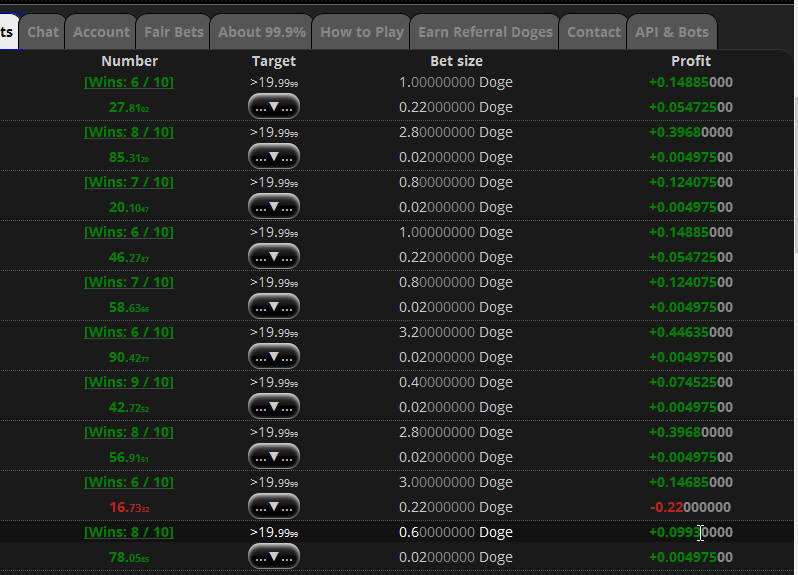 ts Chat Account Fair Bets About 99.9% How to Play Earn Referral Doges Contact API & Bots
Number Target Bet size Profit
[Wins: 6 / 10] >19.9999 1.00000000 Doge +0.14885000
27.8102 ...▼... 0.22000000 Doge +0.05472500
[Wins: 8 / 10] >19.9999 2.80000000 Doge +0.39680000
85.3120 ...▼... 0.02000000 Doge +0.00497500
[Wins: 7 / 10] >19.9999 0.80000000 Doge +0.12407500
20.1047 ...▼... 0.02000000 Doge +0.00497500
[Wins: 6 / 10] >19.9999 1.00000000 Doge +0.14885000
46.2787 ...▼... 0.22000000 Doge +0.05472500
[Wins: 7 / 10] >19.9999 0.80000000 Doge +0.12407500
58.6366 ...▼... 0.02000000 Doge +0.00497500
[Wins: 6 / 10] >19.9999 3.20000000 Doge +0.44635000
90.4277 ...▼... 0.02000000 Doge +0.00497500
[Wins: 9 / 10] >19.9999 0.40000000 Doge +0.07452500
42.7252 ...▼... 0.02000000 Doge +0.00497500
[Wins: 8 / 10] >19.9999 2.80000000 Doge +0.39680000
56.9191 ...▼... 0.02000000 Doge +0.00497500
[Wins: 6 / 10] >19.9999 3.00000000 Doge +0.14685000
16.7332 ...▼... 0.22000000 Doge -0.22000000
[Wins: 8 / 10] >19.9999 0.60000000 Doge +0.09930000
78.0585 ...▼... 0.02000000 Doge +0.00497500